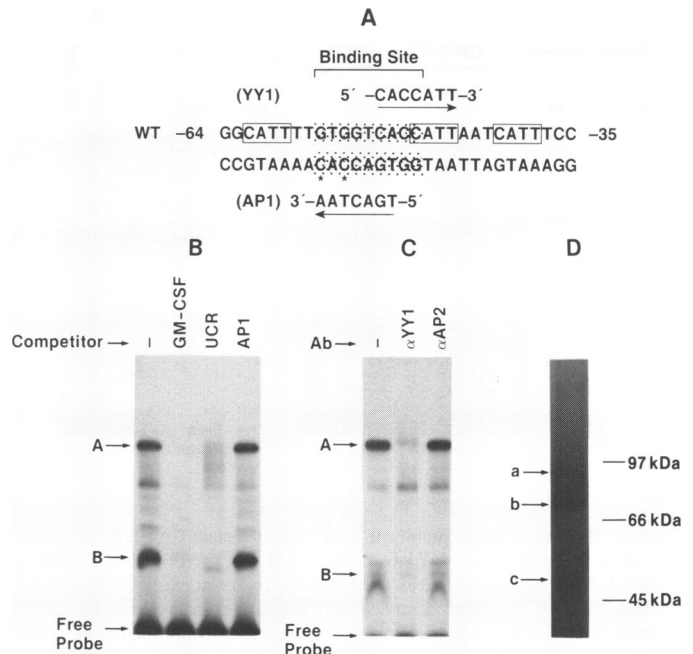 A
Binding Site
(YY1) 5´ –CACCATT–3´
WT –64 GGCATTTTGTGGTCACCATTAATCATTTCC –35
CCGTAAAACACCAGTGGTAATTAGTAAAGG
* *
(AP1) 3´–AATCAGT–5´
B
Competitor → – GM–CSF UCR AP1
A
B
Free Probe
C
Ab → – αYY1 αAP2
A
B
Free Probe
D
a
b
c
97 kDa
66 kDa
45 kDa